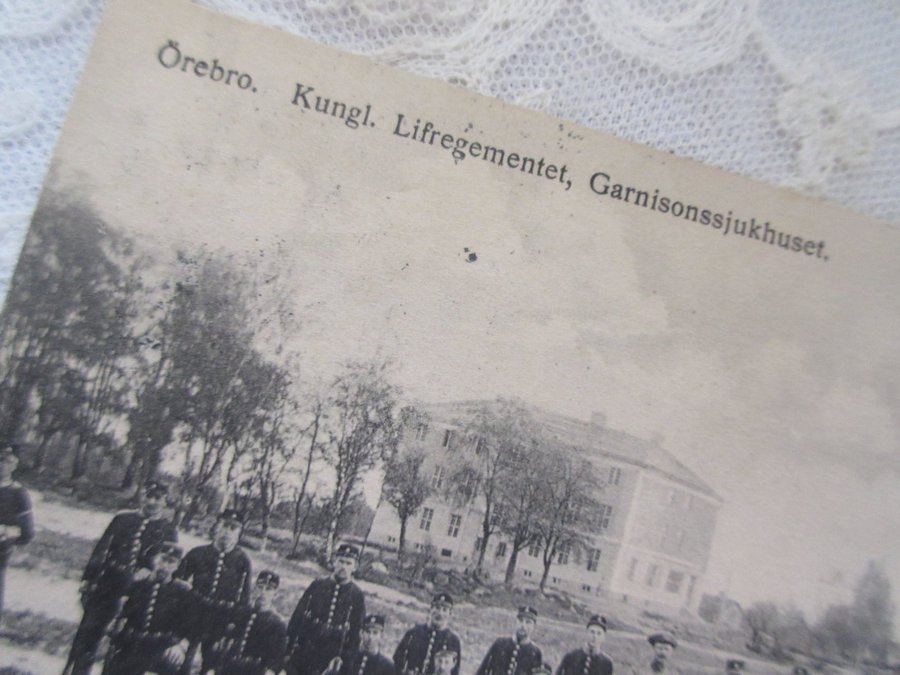 Örebro. Kungl. Lifregementet, Garnisonssjukhuset.